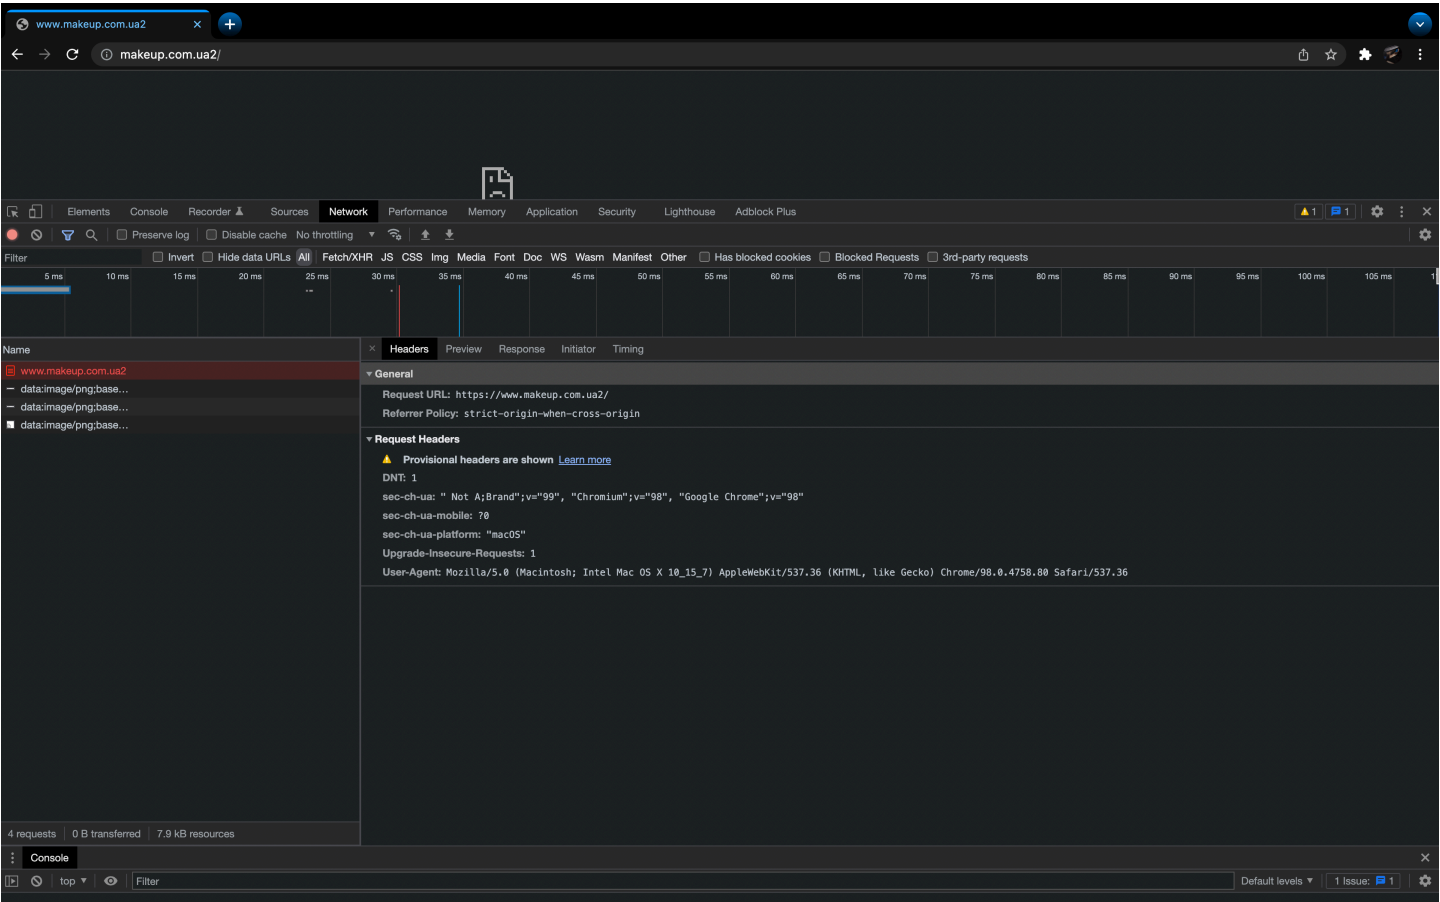 www.makeup.com.ua2
makeup.com.ua2/
Elements Console Recorder Sources Network Performance Memory Application Security Lighthouse Adblock Plus 1 1
Preserve log Disable cache No throttling
Filter Invert Hide data URLs All Fetch/XHR JS CSS Img Media Font Doc WS Wasm Manifest Other Has blocked cookies Blocked Requests 3rd-party requests
5 ms 10 ms 15 ms 20 ms 25 ms 30 ms 35 ms 40 ms 45 ms 50 ms 55 ms 60 ms 65 ms 70 ms 75 ms 80 ms 85 ms 90 ms 95 ms 100 ms 105 ms
Name
www.makeup.com.ua2
data:image/png;base...
data:image/png;base...
data:image/png;base...
Headers Preview Response Initiator Timing
General
Request URL: https://www.makeup.com.ua2/
Referrer Policy: strict-origin-when-cross-origin
Request Headers
Provisional headers are shown Learn more
DNT: 1
sec-ch-ua: " Not A;Brand";v="99", "Chromium";v="98", "Google Chrome";v="98"
sec-ch-ua-mobile: ?0
sec-ch-ua-platform: "macOS"
Upgrade-Insecure-Requests: 1
User-Agent: Mozilla/5.0 (Macintosh; Intel Mac OS X 10_15_7) AppleWebKit/537.36 (KHTML, like Gecko) Chrome/98.0.4758.80 Safari/537.36
4 requests 0 B transferred 7.9 kB resources
Console
top Filter Default levels 1 Issue: 1